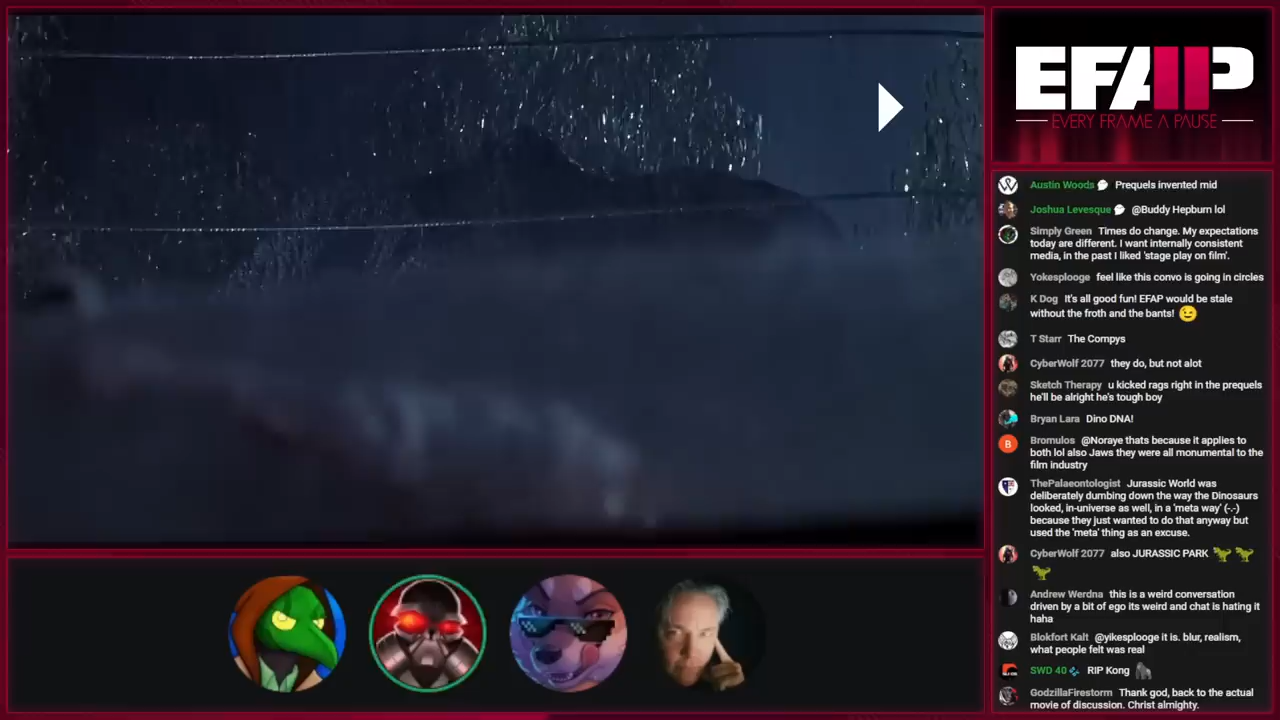 EFAP
EVERY FRAME A PAUSE
Austin Woods Prequels invented mid
Joshua Levesque @Buddy Hepburn lol
Simply Green Times do change. My expectations
today are different. I want internally consistent
media, in the past i liked 'stage play on film'.
Yokesplooge feel like this convo is going in circles
K Dog It's all good fun! EFAP would be stale
without the froth and the bants!
T Starr The Compys
CyberWolf 2077 they do, but not alot
Sketch Therapy u kicked rags right in the prequels
he'll be alright he's tough boy
Bryan Lara Dino DNA!
B
Bromulos @Noraye thats because it applies to
both lol also Jaws they were all monumental to the
film industry
ThePalaeontologist Jurassic World was
deliberately dumbing down the way the Dinosaurs
looked, in-universe as well, in a 'meta way' (-.-)
because they just wanted to do that anyway but
used the 'meta' thing as an excuse.
CyberWolf 2077 also JURASSIC PARK
Andrew Werdna this is a weird conversation
driven by a bit of ego its weird and chat is hating it
haha
Blokfort Kalt @yikesplooge it is. blur, realism,
what people felt was real
SWD 40 RIP Kong
GodzillaFirestorm Thank god, back to the actual
movie of discussion. Christ almighty.